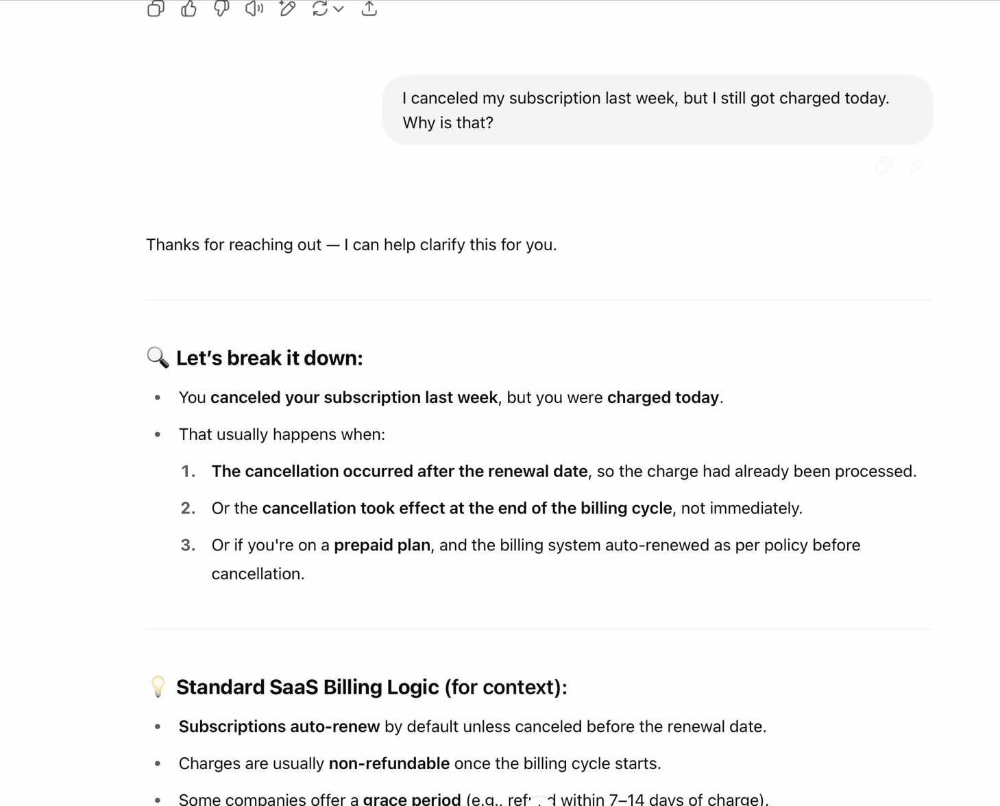 I canceled my subscription last week, but I still got charged today.
Why is that?
Thanks for reaching out — I can help clarify this for you.
🔍 Let’s break it down:
• You canceled your subscription last week, but you were charged today.
• That usually happens when:
1. The cancellation occurred after the renewal date, so the charge had already been processed.
2. Or the cancellation took effect at the end of the billing cycle, not immediately.
3. Or if you're on a prepaid plan, and the billing system auto-renewed as per policy before
cancellation.
💡 Standard SaaS Billing Logic (for context):
• Subscriptions auto-renew by default unless canceled before the renewal date.
• Charges are usually non-refundable once the billing cycle starts.
• Some companies offer a grace period (e.g., within 7–14 days of charge).